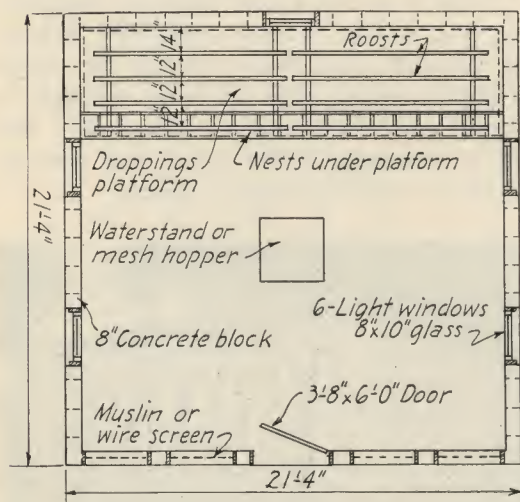 14"
Roosts
12"
12"
12"
Droppings
platform
Nests under platform
21'-4"
Waterstand or
mesh hopper
6-Light windows
8"x10" glass
8" Concrete block
3'-8"x6'-0" Door
Muslin or
wire screen
21'-4"